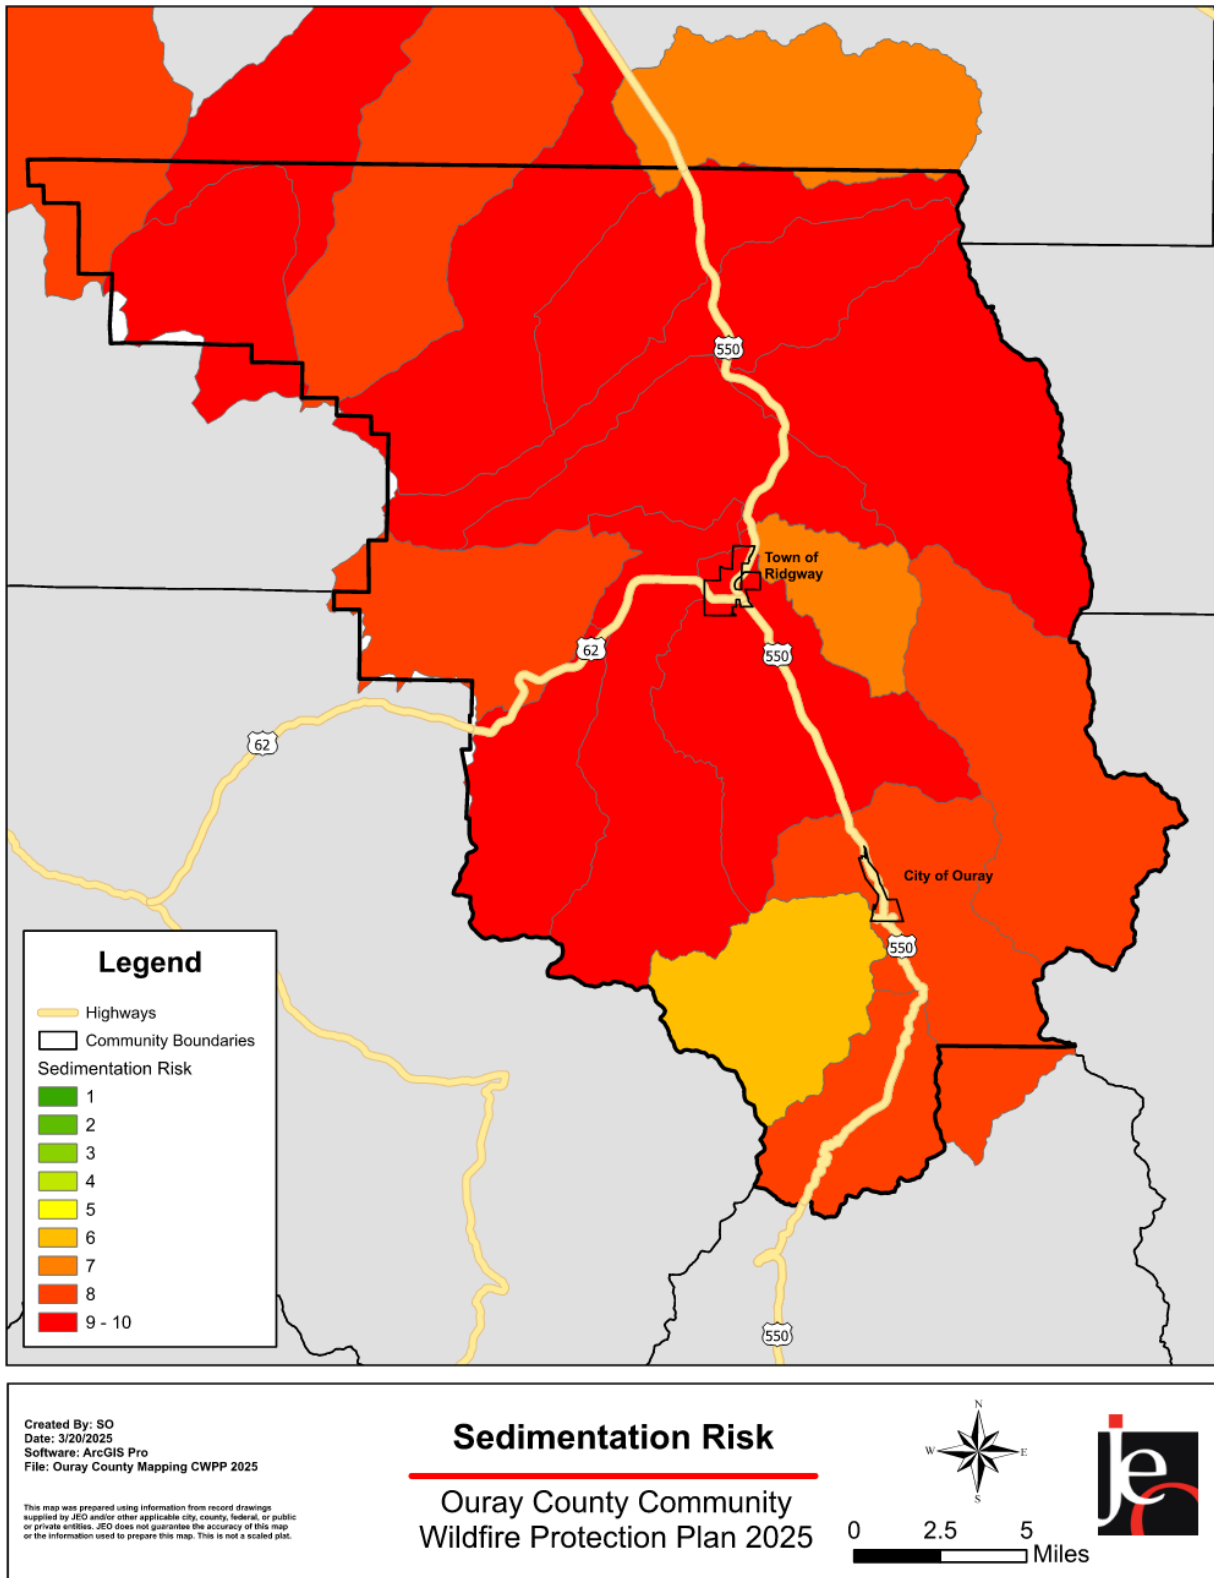 550
Town of
Ridgway
62
550
62
City of Ouray
550
550
Legend
Highways
Community Boundaries
Sedimentation Risk
1
2
3
4
5
6
7
8
9 - 10
Created By: SO
Date: 3/20/2025
Software: ArcGIS Pro
File: Ouray County Mapping CWPP 2025
This map was prepared using information from record drawings
supplied by JEO and/or other applicable city, county, federal, or public
or private entities. JEO does not guarantee the accuracy of this map
or the information used to prepare this map. This is not a scaled plat.
Sedimentation Risk
Ouray County Community
Wildfire Protection Plan 2025
N
W E
S
0 2.5 5
Miles
jeo